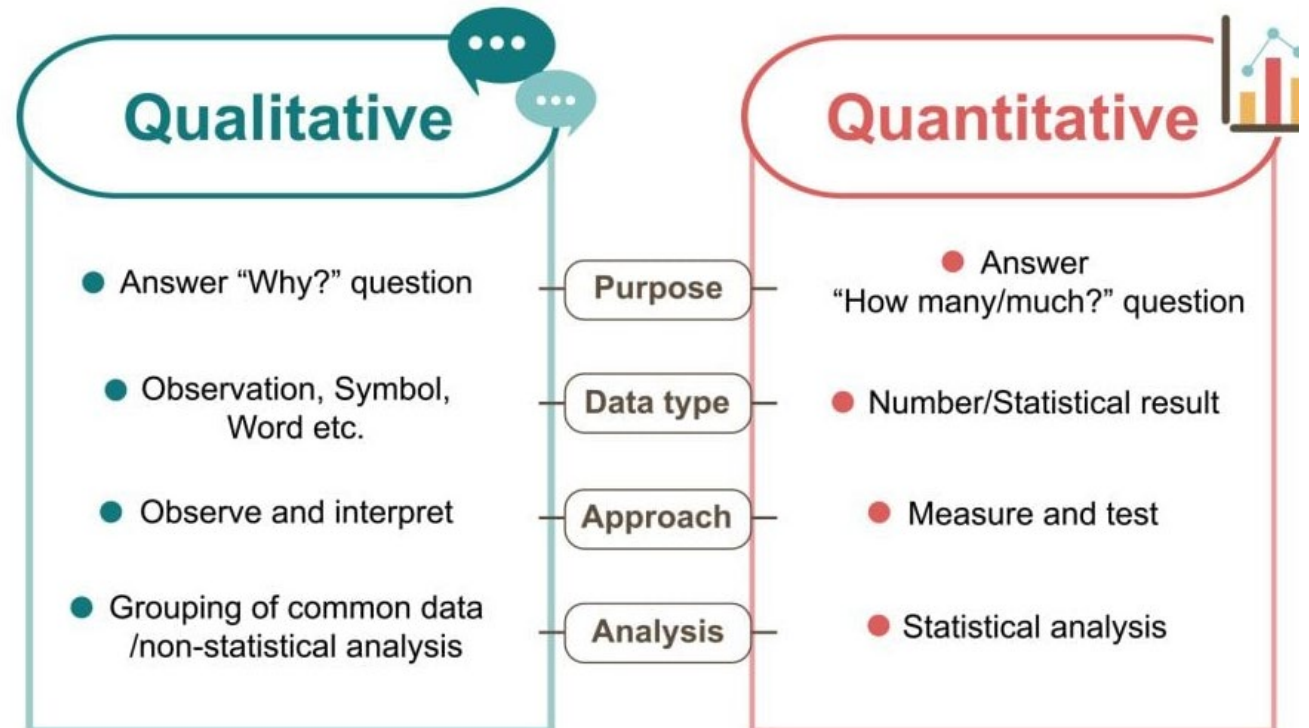 Qualitative
Quantitative
Answer “Why?” question
Purpose
Answer
“How many/much?” question
Observation, Symbol,
Word etc.
Data type
Number/Statistical result
Observe and interpret
Approach
Measure and test
Grouping of common data
/non-statistical analysis
Analysis
Statistical analysis